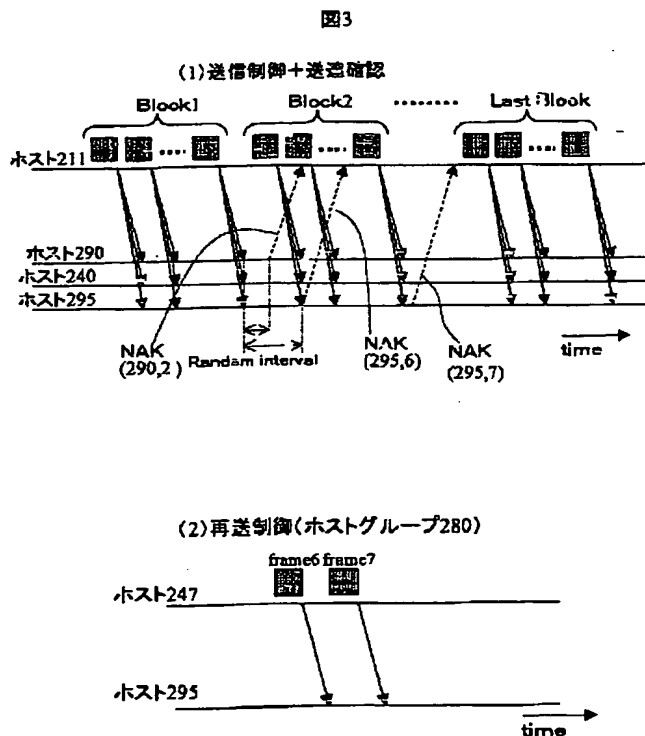 図3
(1)送信制御+送達確認
Blook1
Block2
........
Last Blook
ホスト211
ホスト290
ホスト240
ホスト295
NAK
(290,2)
Randam interval
NAK
(295,6)
NAK
(295,7)
time
(2)再送制御(ホストグループ280)
frame6 frame7
ホスト247
ホスト295
time